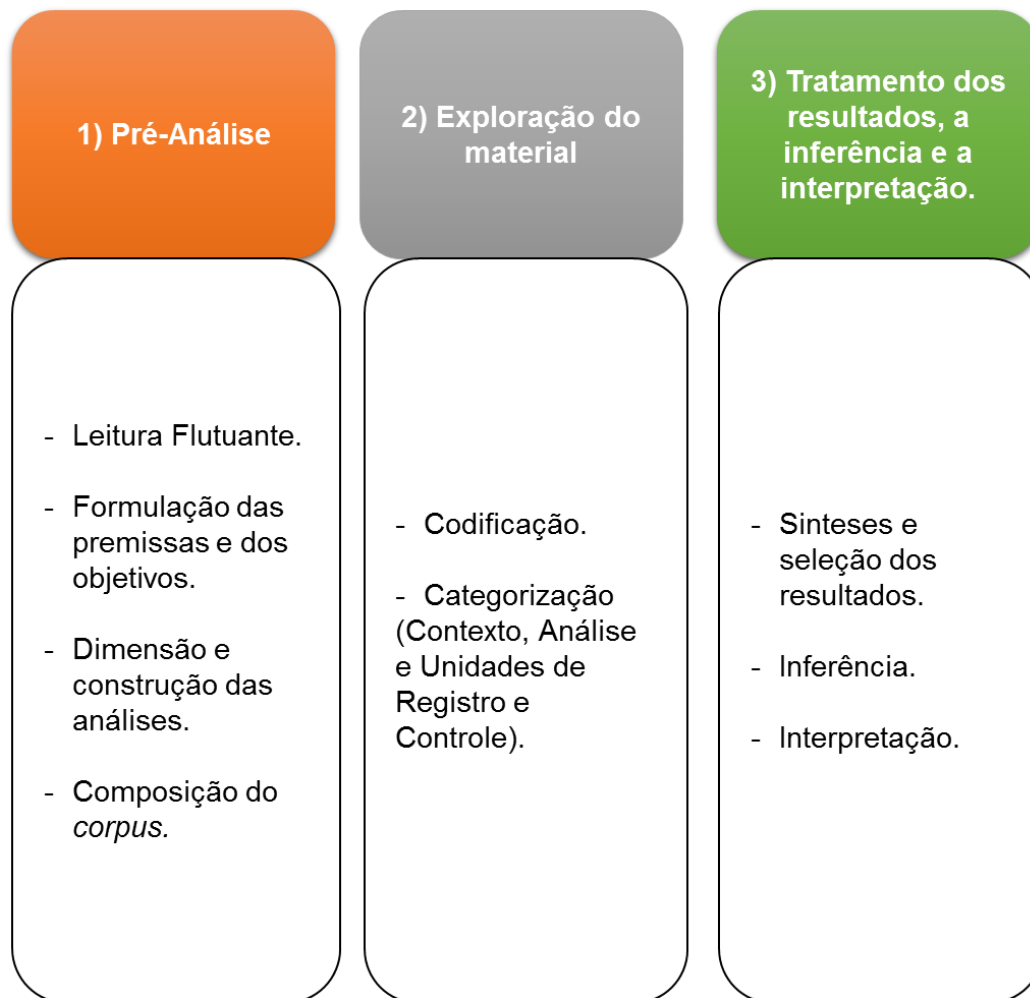 1) Pré-Análise
- Leitura Flutuante.
- Formulação das
premissas e dos
objetivos.
- Dimensão e
construção das
análises.
- Composição do
corpus.
2) Exploração do
material
- Codificação.
- Categorização
(Contexto, Análise
e Unidades de
Registro e
Controle).
3) Tratamento dos
resultados, a
inferência e a
interpretação.
- Sinteses e
seleção dos
resultados.
- Inferência.
- Interpretação.